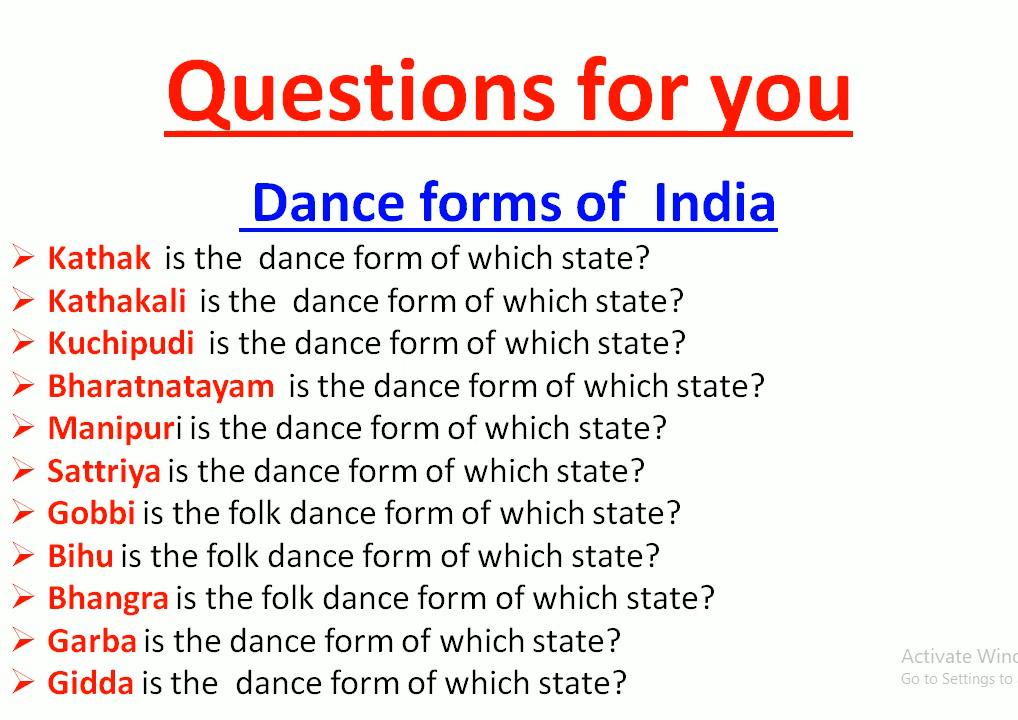 Questions for you
Dance forms of India
➢ Kathak is the dance form of which state?
➢ Kathakali is the dance form of which state?
➢ Kuchipudi is the dance form of which state?
➢ Bharatnatayam is the dance form of which state?
➢ Manipuri is the dance form of which state?
➢ Sattriya is the dance form of which state?
➢ Gobbi is the folk dance form of which state?
➢ Bihu is the folk dance form of which state?
➢ Bhangra is the folk dance form of which state?
➢ Garba is the dance form of which state?
➢ Gidda is the dance form of which state?
Activate
Go to Settings to